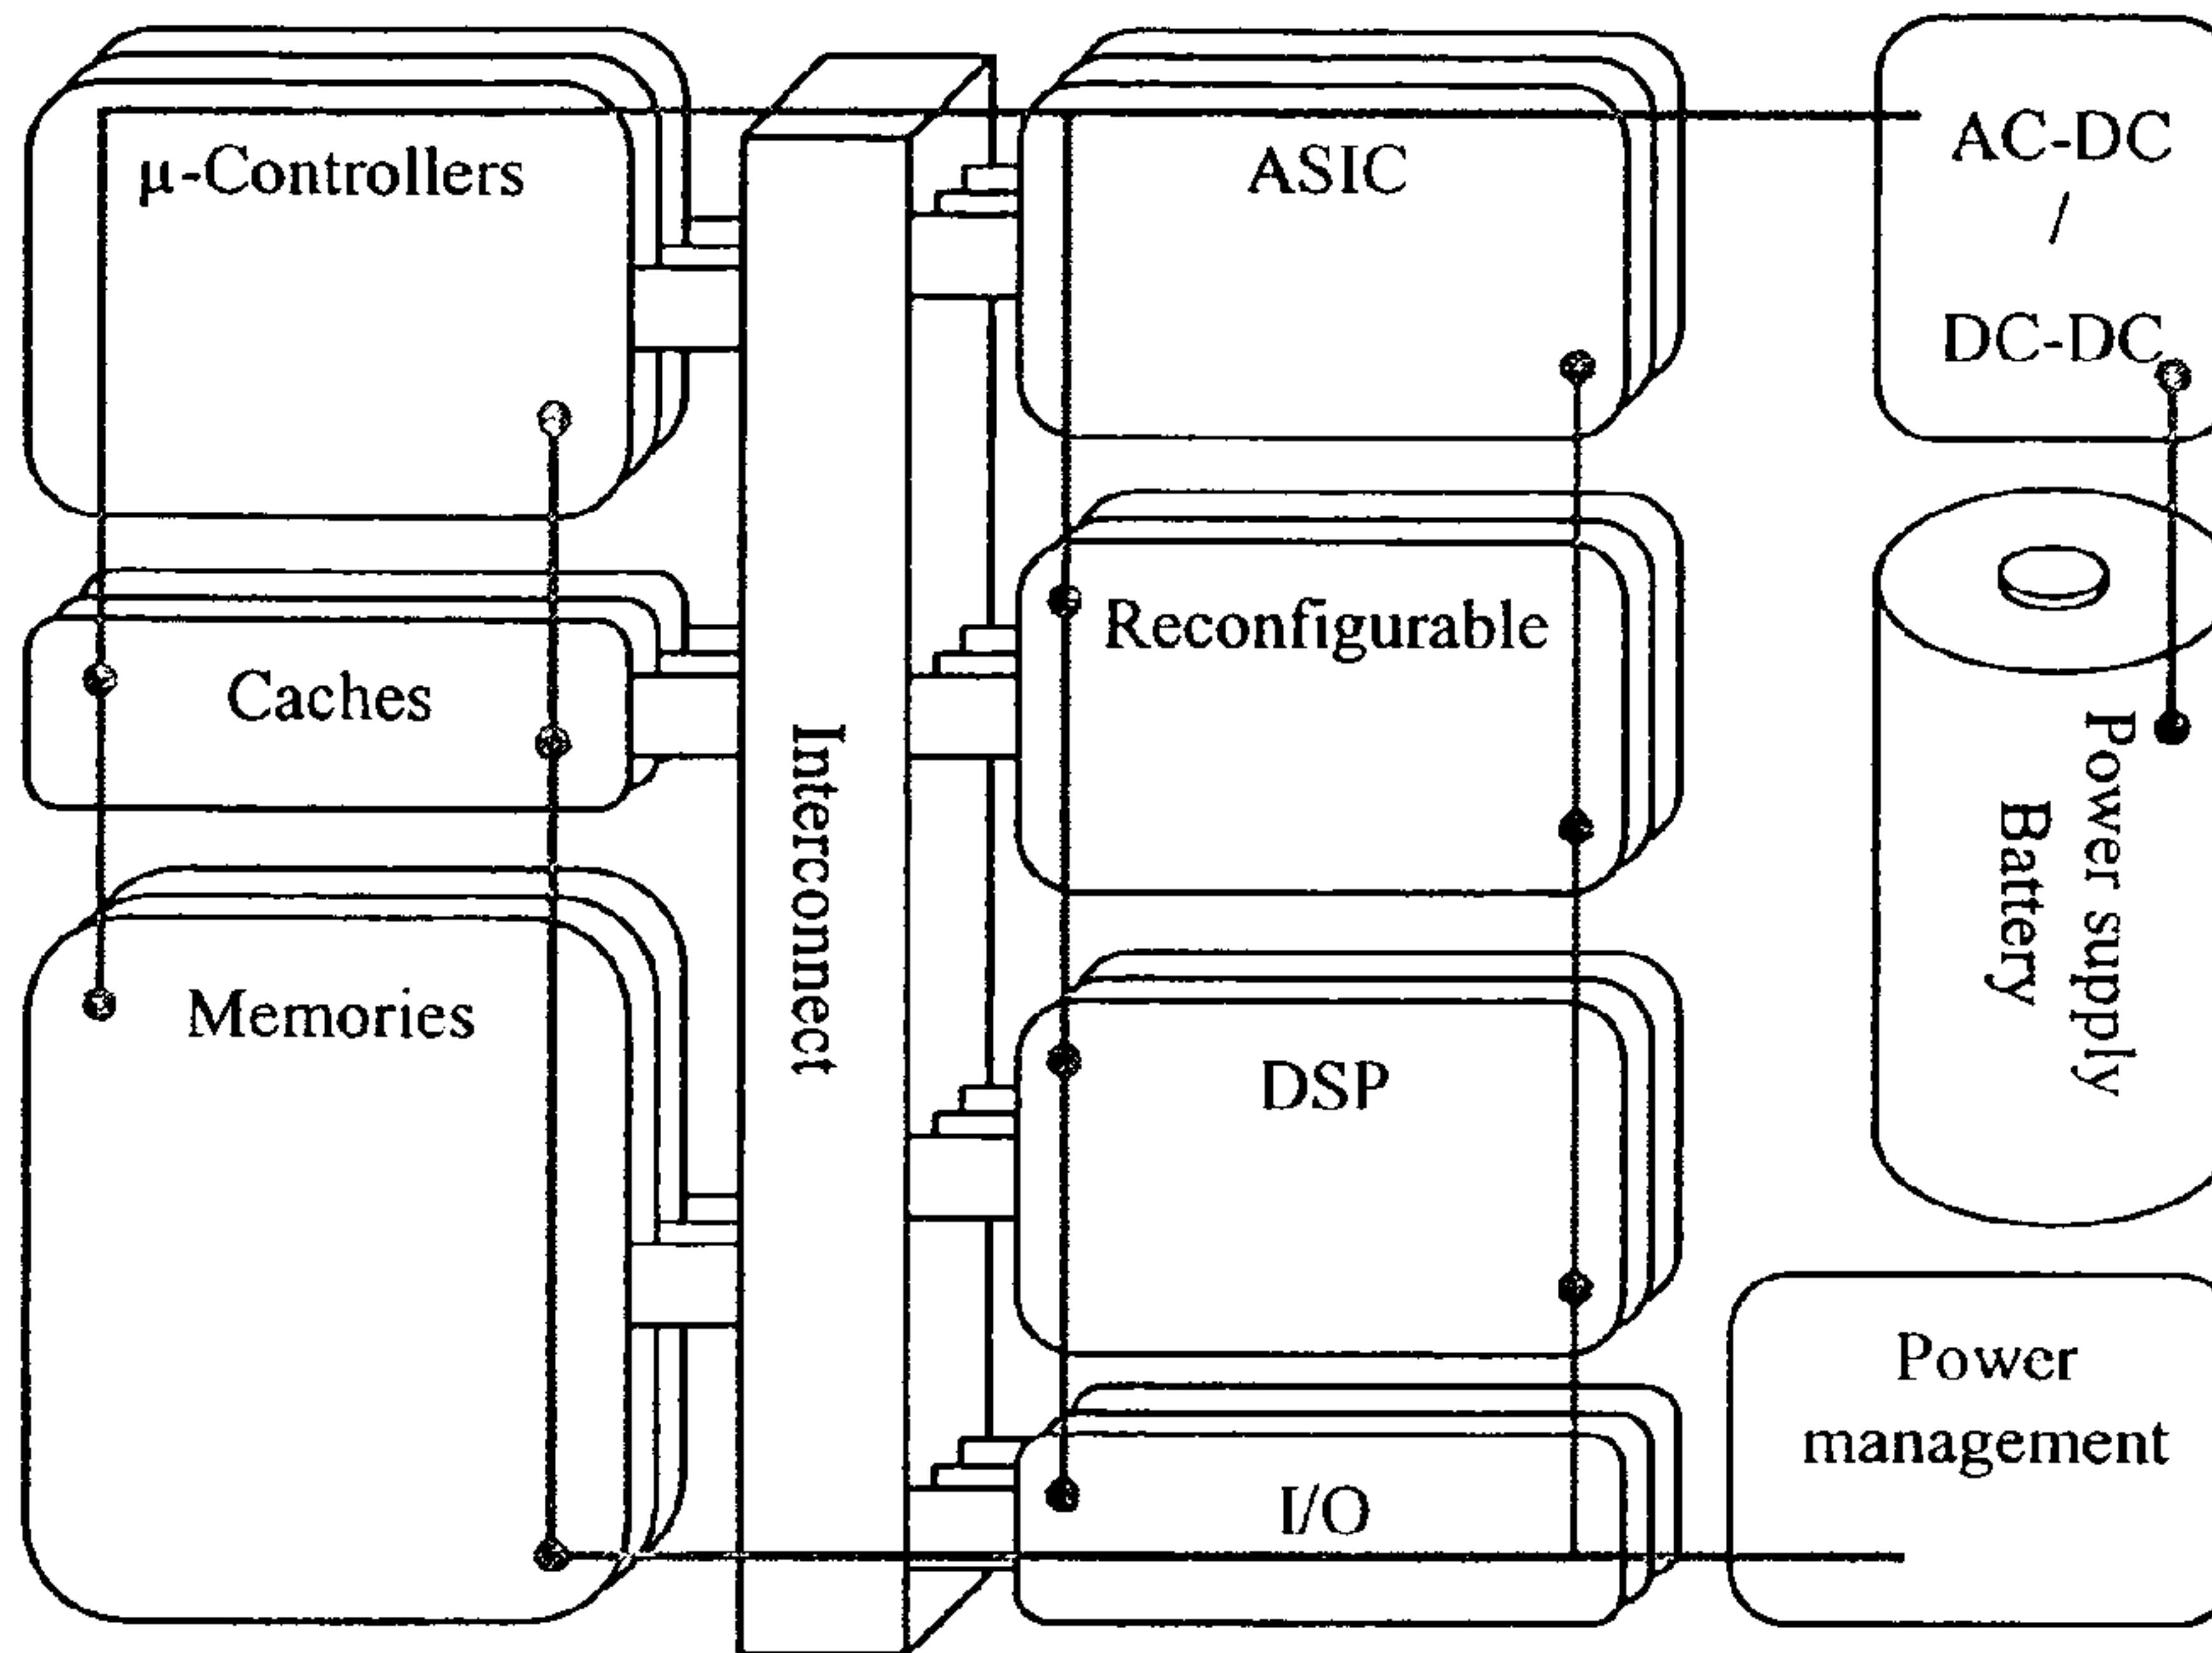 μ-Controllers
Caches
Memories
Interconnect
ASIC
Reconfigurable
DSP
I/O
AC-DC
/
DC-DC
Power supply
Battery
Power
management